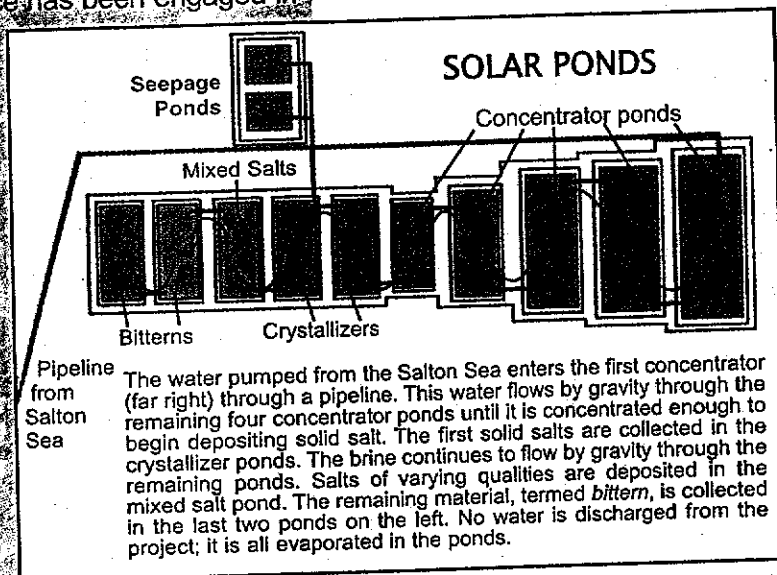 has been engaged in
SOLAR PONDS
Seepage
Ponds
Concentrator ponds
Mixed Salts
Bitterns
Crystallizers
Pipeline
from
Salton
Sea
The water pumped from the Salton Sea enters the first concentrator
(far right) through a pipeline. This water flows by gravity through the
remaining four concentrator ponds until it is concentrated enough to
begin depositing solid salt. The first solid salts are collected in the
crystallizer ponds. The brine continues to flow by gravity through the
remaining ponds. Salts of varying qualities are deposited in the
mixed salt pond. The remaining material, termed bittern, is collected
in the last two ponds on the left. No water is discharged from the
project; it is all evaporated in the ponds.